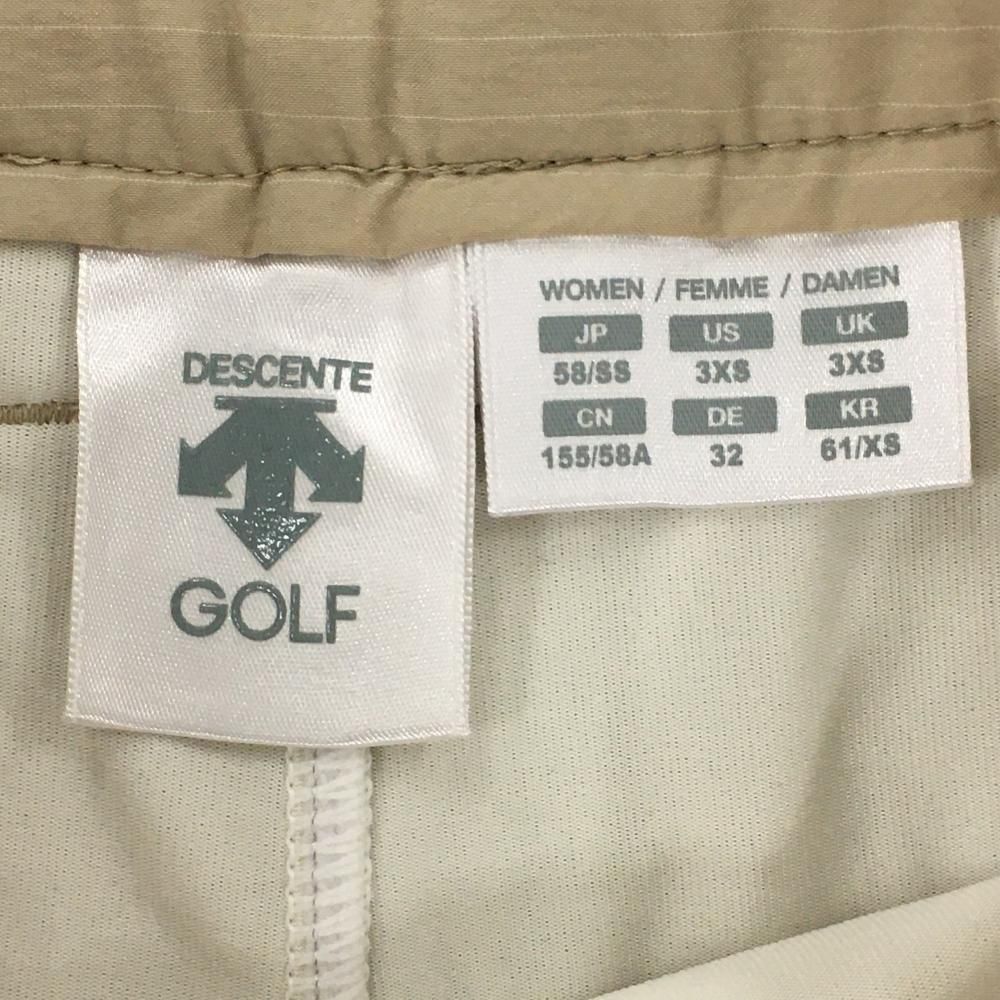 DESCENTE
GOLF
WOMEN / FEMME / DAMEN
JP US UK
58/SS 3XS 3XS
CN DE KR
155/58A 32 61/XS